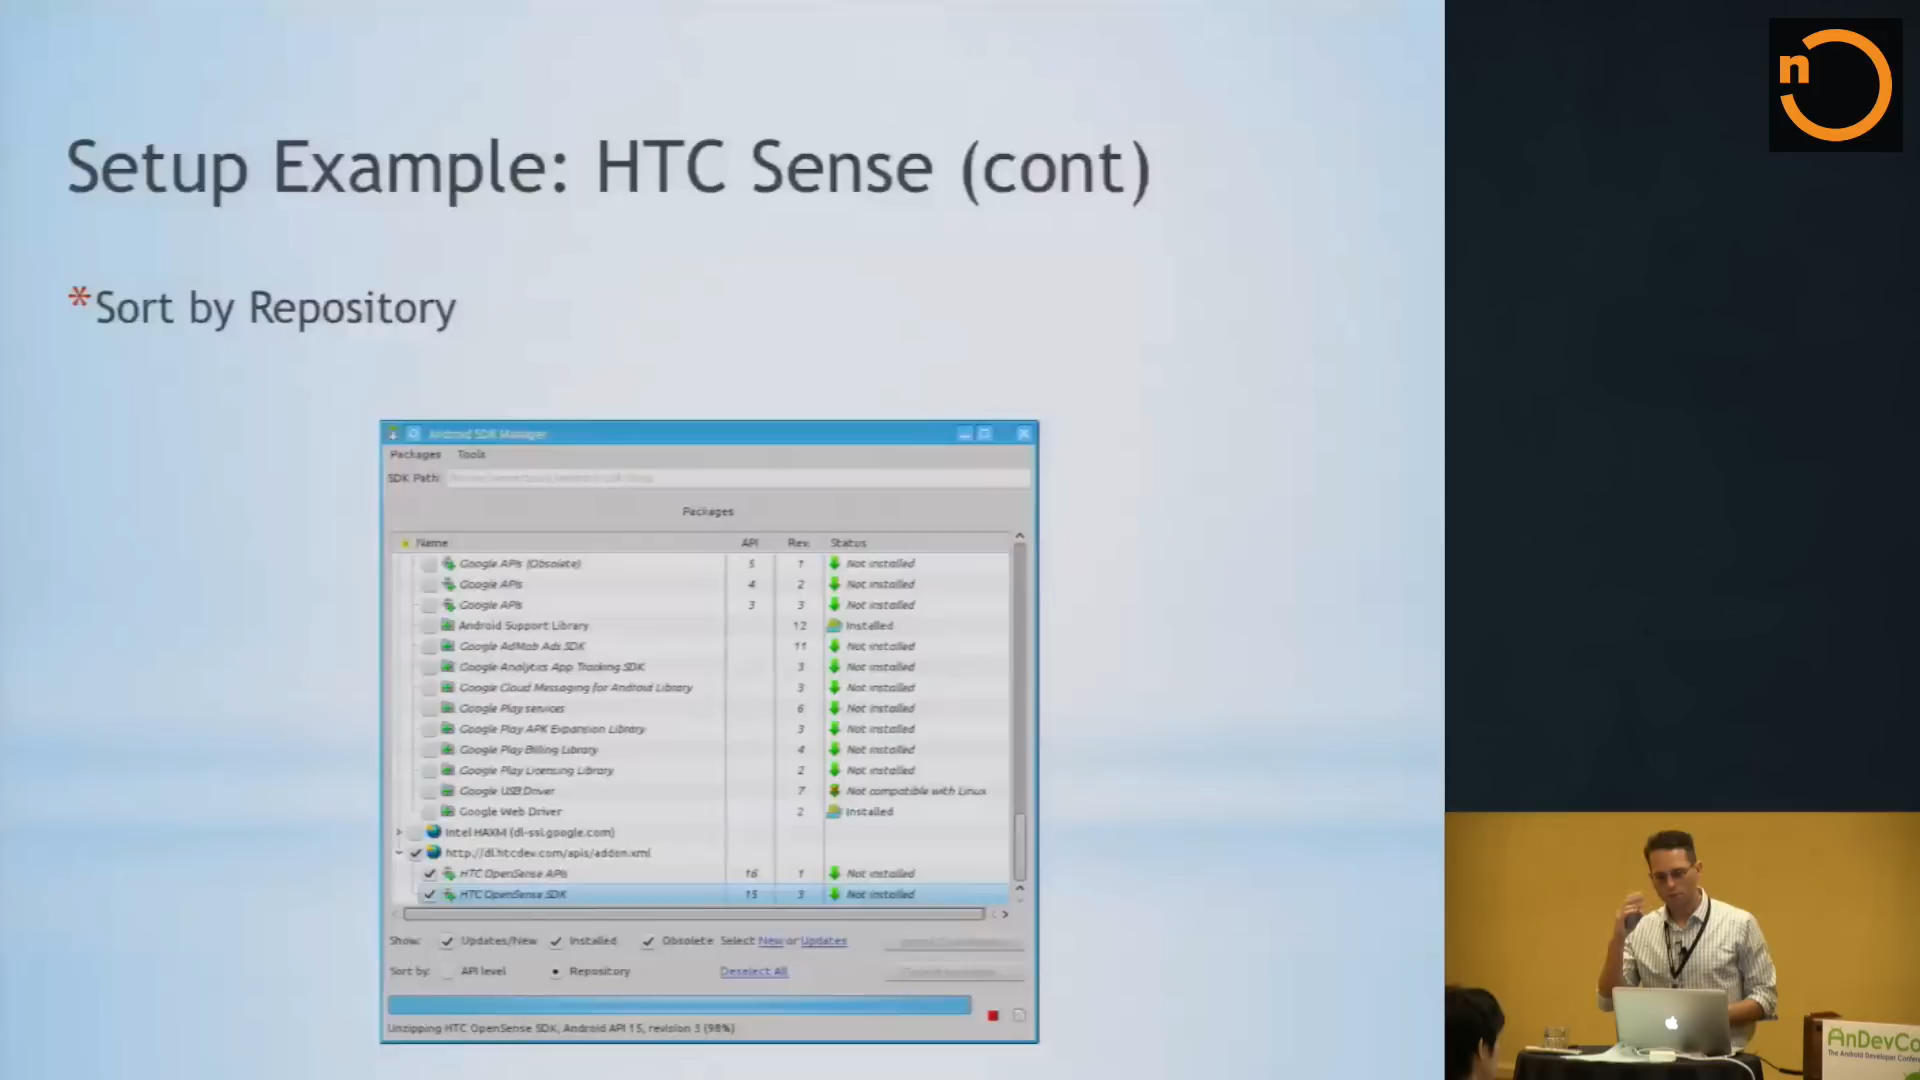 n
Setup Example: HTC Sense (cont)
*Sort by Repository
Android SDK Manager
Packages Tools
SDK Path:
Packages
Name API Rev. Status
Google APIs (Obsolete) 5 1 Not installed
Google APIs 4 2 Not installed
Google APIs 3 3 Not installed
Android Support Library 12 Installed
Google AdMob Ads SDK 11 Not installed
Google Analytics App Tracking SDK 3 Not installed
Google Cloud Messaging for Android Library 3 Not installed
Google Play services 6 Not installed
Google Play APK Expansion Library 3 Not installed
Google Play Billing Library 4 Not installed
Google Play Licensing Library 2 Not installed
Google USB Driver 7 Not compatible with Linux
Google Web Driver 2 Installed
Intel HAXM (dl-ssl.google.com)
http://dl.htcdev.com/apis/addon.xml
HTC OpenSense APIs 16 1 Not installed
HTC OpenSense SDK 15 3 Not installed
Show: Updates/New Installed Obsolete Select New or Updates
Sort by: API level Repository Deselect All
Unzipping HTC OpenSense SDK, Android API 15, revision 3 (98%)
AnDevCo
The Android Developer Confere